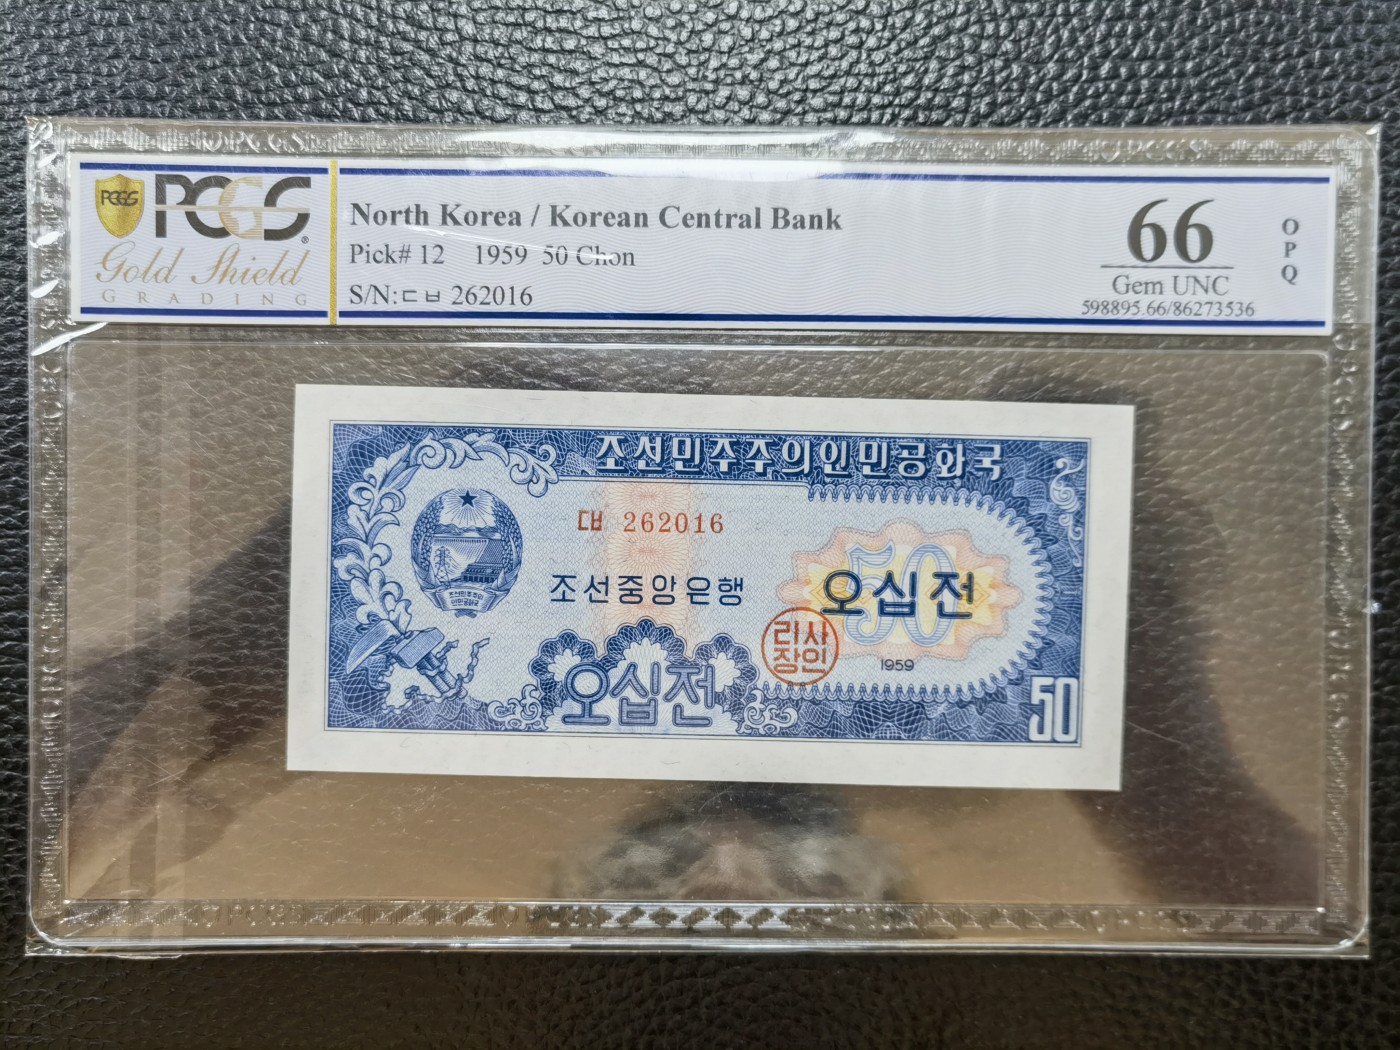 PCGS
PCGS®
Gold Shield
GRADING
North Korea / Korean Central Bank
Pick# 12 1959 50 Chon
S/N:ㄷㅂ 262016
66
Gem UNC
598895.66/86273536
OPQ
조선민주주의인민공화국
ㄷㅂ 262016
조선중앙은행
50
오십전
리사
장인
1959
오십전
50